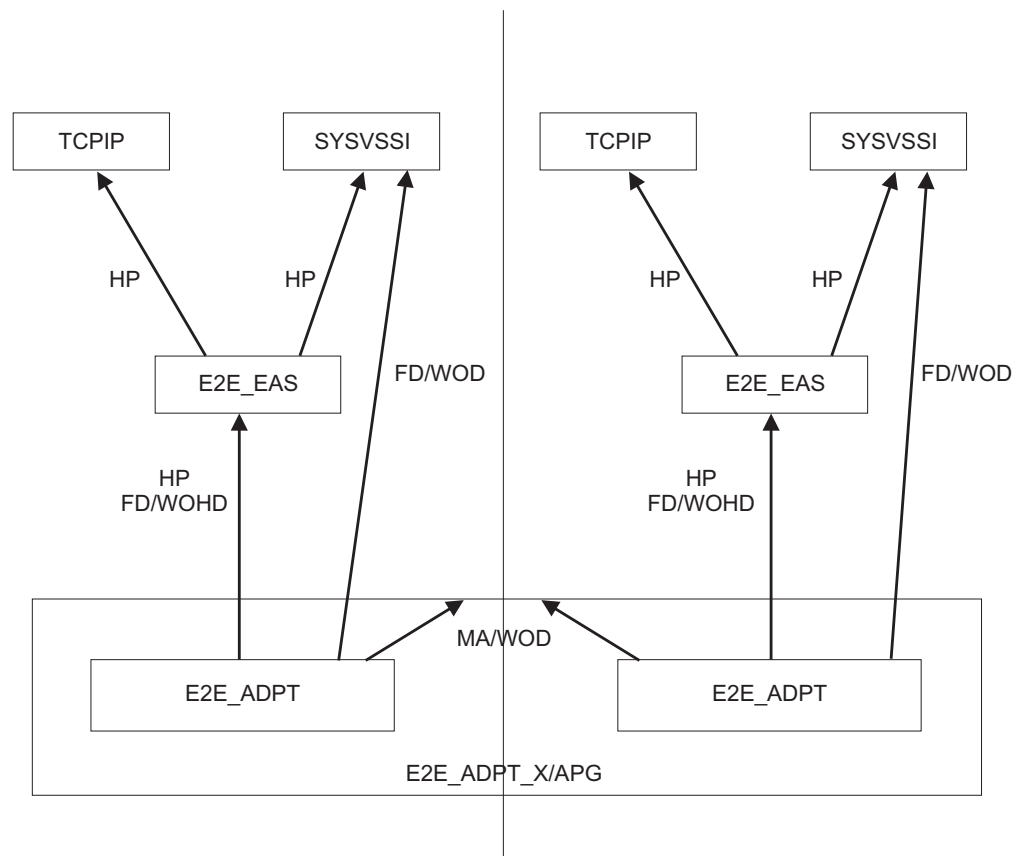 TCPIP
SYSVSSI
TCPIP
SYSVSSI
HP
HP
HP
HP
E2E_EAS
FD/WOD
E2E_EAS
FD/WOD
HP
FD/WOHD
HP
FD/WOHD
MA/WOD
E2E_ADPT
E2E_ADPT
E2E_ADPT_X/APG